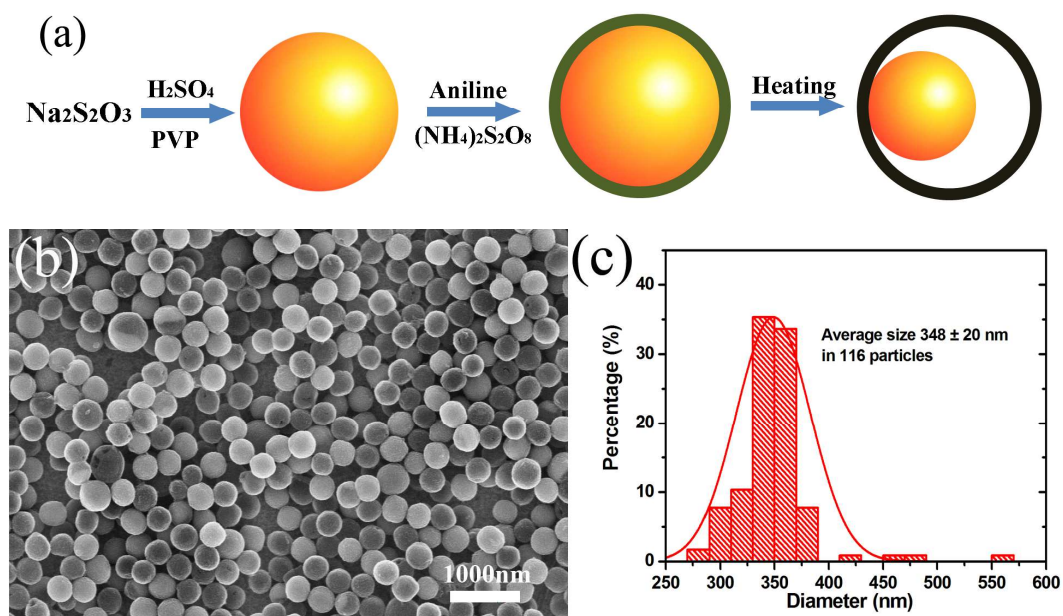 (a)
Na₂S₂O₃
H₂SO₄
PVP
Aniline
(NH₄)₂S₂O₈
Heating
(b)
1000nm
(c)
Percentage (%)
40
30
20
10
0
Average size 348 ± 20 nm
in 116 particles
250 300 350 400 450 500 550 600
Diameter (nm)